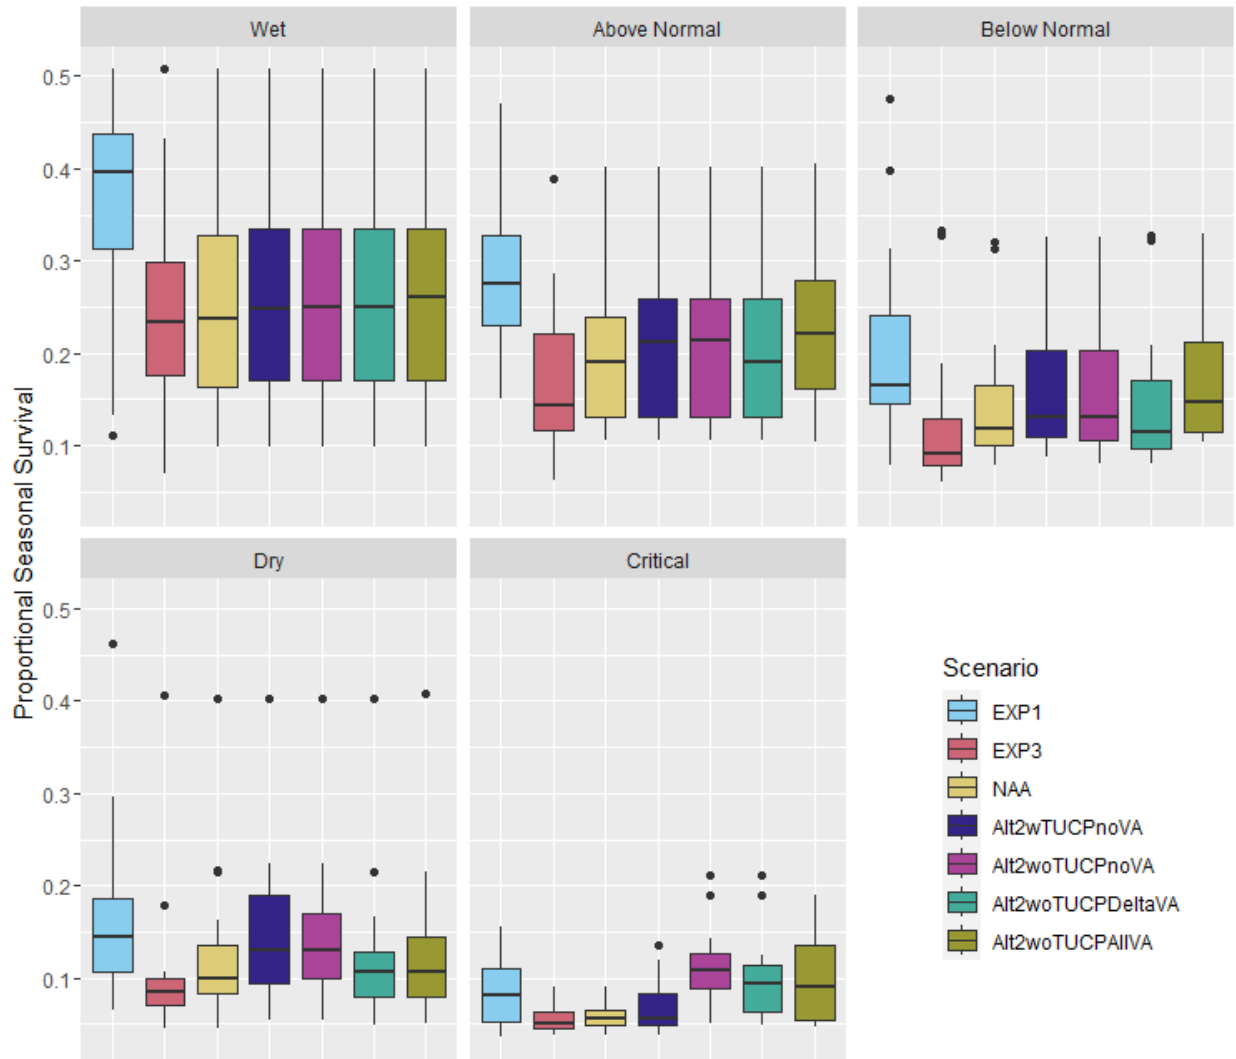 Wet
Above Normal
Below Normal
0.5
0.4
0.3
0.2
0.1
Proportional Seasonal Survival
Dry
Critical
0.5
0.4
0.3
0.2
0.1
Scenario
EXP1
EXP3
NAA
Alt2wTUCPnoVA
Alt2woTUCPnoVA
Alt2woTUCPDeltaVA
Alt2woTUCPAllVA